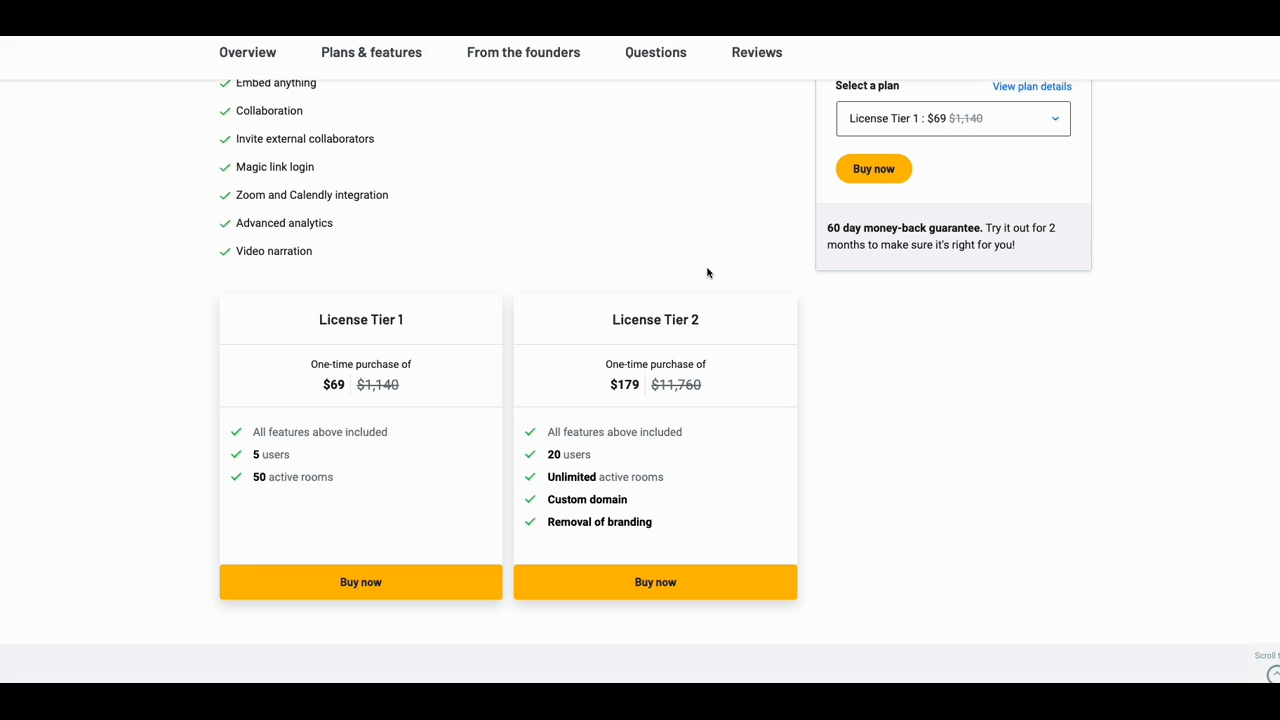 Overview Plans & features From the founders Questions Reviews
Embed anything
Collaboration
Invite external collaborators
Magic link login
Zoom and Calendly integration
Advanced analytics
Video narration
Select a plan View plan details
License Tier 1 : $69 $1,140
Buy now
60 day money-back guarantee. Try it out for 2
months to make sure it's right for you!
License Tier 1
One-time purchase of
$69 $1,140
All features above included
5 users
50 active rooms
Buy now
License Tier 2
One-time purchase of
$179 $11,760
All features above included
20 users
Unlimited active rooms
Custom domain
Removal of branding
Buy now
Scroll t